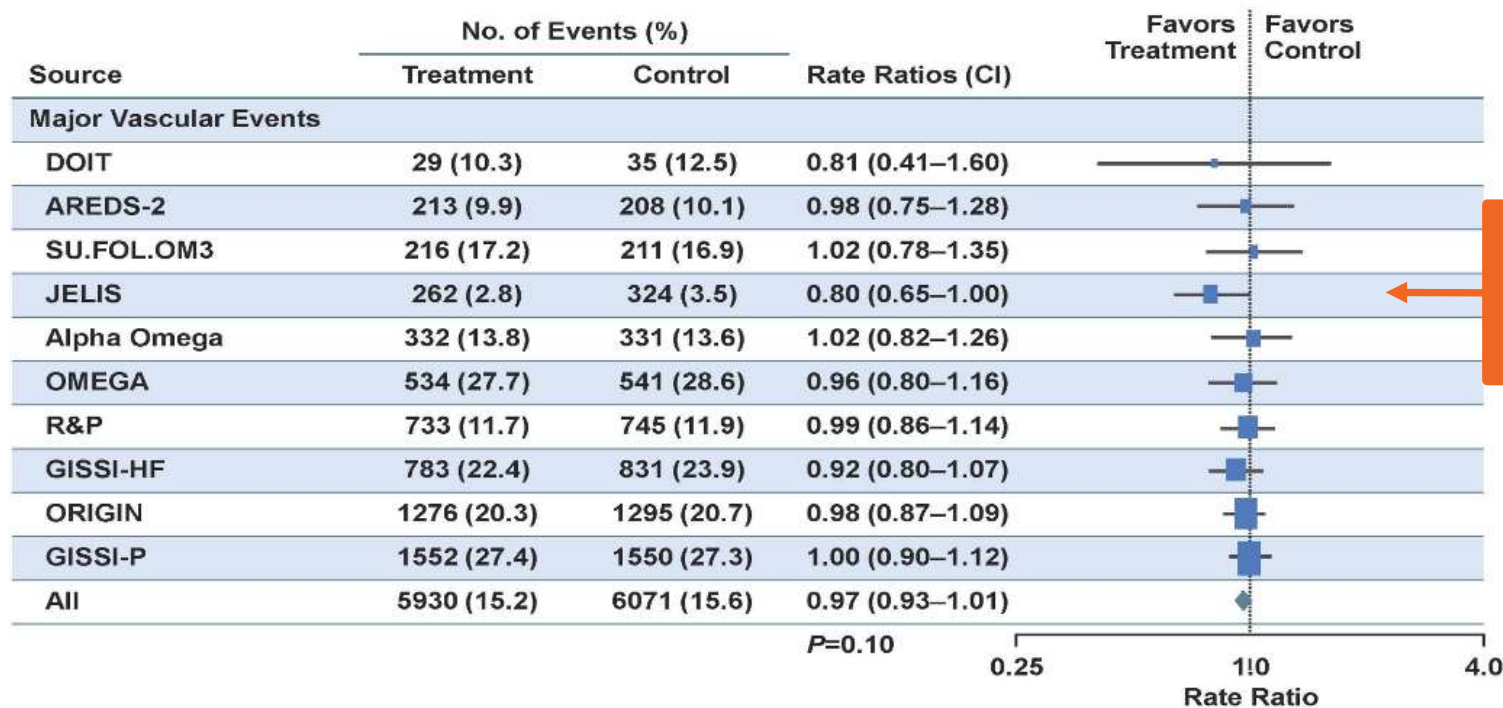 No. of Events (%)
Favors Treatment
Favors Control
Source Treatment Control Rate Ratios (CI)
Major Vascular Events
DOIT 29 (10.3) 35 (12.5) 0.81 (0.41–1.60)
AREDS-2 213 (9.9) 208 (10.1) 0.98 (0.75–1.28)
SU.FOL.OM3 216 (17.2) 211 (16.9) 1.02 (0.78–1.35)
JELIS 262 (2.8) 324 (3.5) 0.80 (0.65–1.00)
Alpha Omega 332 (13.8) 331 (13.6) 1.02 (0.82–1.26)
OMEGA 534 (27.7) 541 (28.6) 0.96 (0.80–1.16)
R&P 733 (11.7) 745 (11.9) 0.99 (0.86–1.14)
GISSI-HF 783 (22.4) 831 (23.9) 0.92 (0.80–1.07)
ORIGIN 1276 (20.3) 1295 (20.7) 0.98 (0.87–1.09)
GISSI-P 1552 (27.4) 1550 (27.3) 1.00 (0.90–1.12)
All 5930 (15.2) 6071 (15.6) 0.97 (0.93–1.01)
P=0.10
0.25 1.0 4.0
Rate Ratio